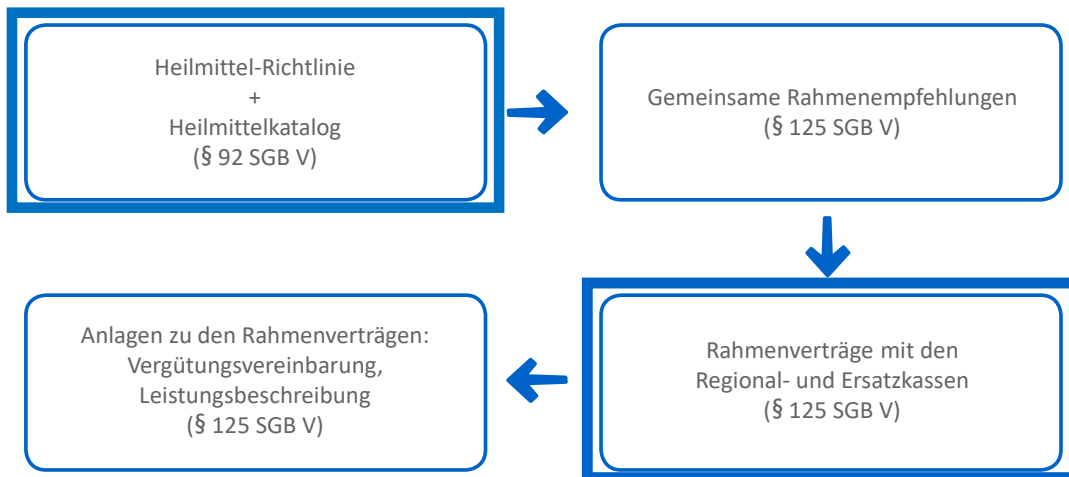 Heilmittel-Richtlinie
+
Heilmittelkatalog
(§ 92 SGB V)
Gemeinsame Rahmenempfehlungen
(§ 125 SGB V)
Rahmenverträge mit den
Regional- und Ersatzkassen
(§ 125 SGB V)
Anlagen zu den Rahmenverträgen:
Vergütungsvereinbarung,
Leistungsbeschreibung
(§ 125 SGB V)